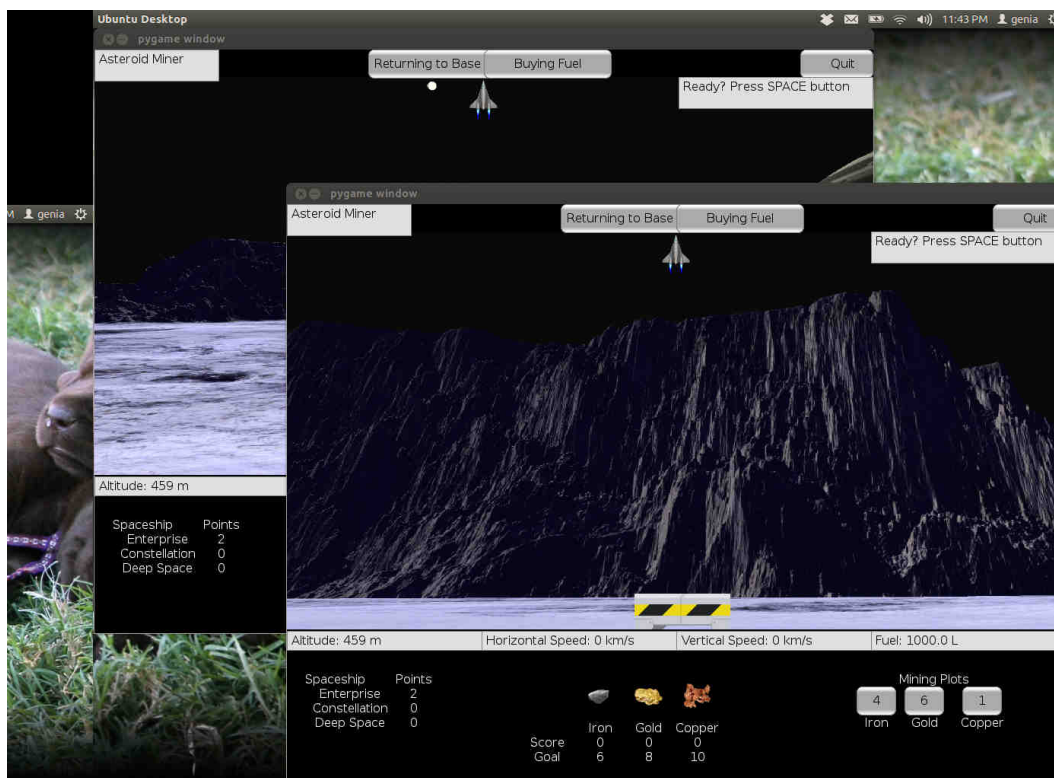 Ubuntu Desktop
11:43 PM genia
pygame window
Asteroid Miner
Returning to Base
Buying Fuel
Quit
Ready? Press SPACE button
M genia
pygame window
Asteroid Miner
Returning to Base
Buying Fuel
Quit
Ready? Press SPACE button
Altitude: 459 m
Spaceship Points
Enterprise 2
Constellation 0
Deep Space 0
Altitude: 459 m
Horizontal Speed: 0 km/s
Vertical Speed: 0 km/s
Fuel: 1000.0 L
Spaceship Points
Enterprise 2
Constellation 0
Deep Space 0
Iron Gold Copper
Score 0 0 0
Goal 6 8 10
Mining Plots
4 6 1
Iron Gold Copper